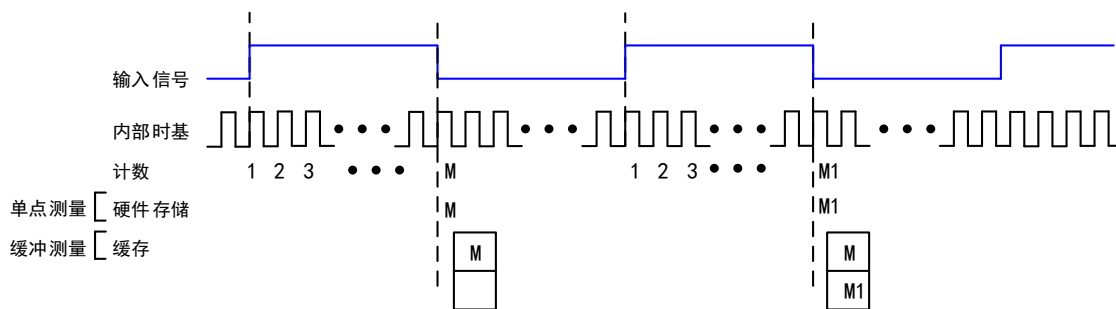 输入信号
内部时基
计数 1 2 3 M 1 2 3 M1
单点测量 硬件存储 M M1
缓冲测量 缓存 M M
M1